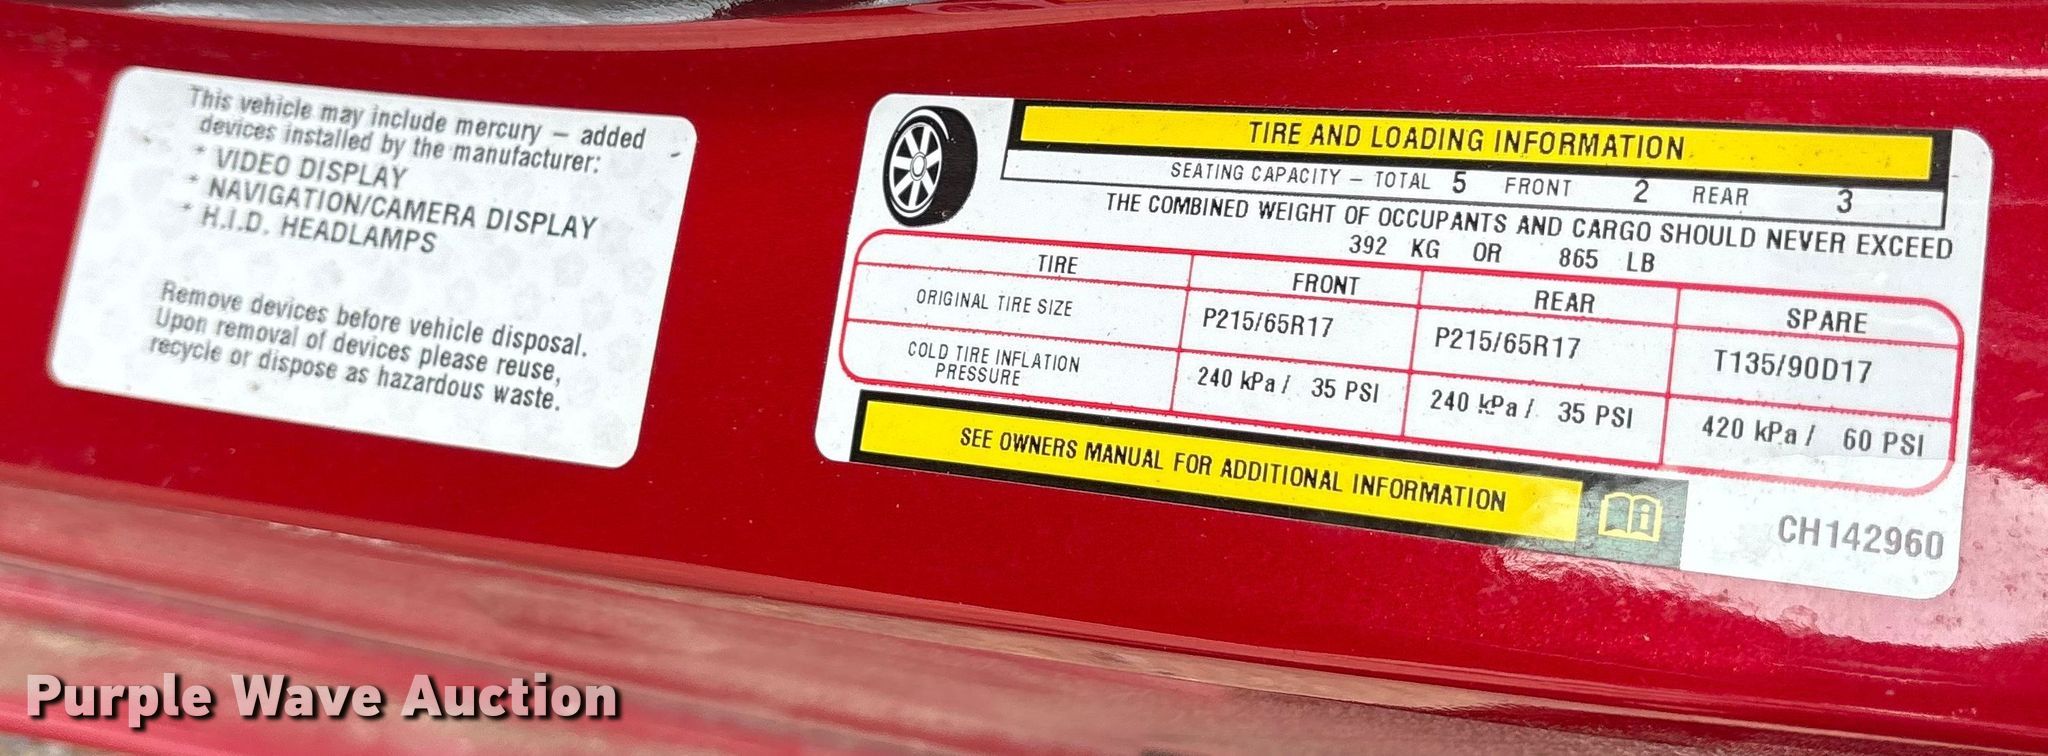 This vehicle may include mercury – added
devices installed by the manufacturer:
* VIDEO DISPLAY
* NAVIGATION/CAMERA DISPLAY
* H.I.D. HEADLAMPS
Remove devices before vehicle disposal.
Upon removal of devices please reuse,
recycle or dispose as hazardous waste.
TIRE AND LOADING INFORMATION
SEATING CAPACITY – TOTAL 5 FRONT 2 REAR 3
THE COMBINED WEIGHT OF OCCUPANTS AND CARGO SHOULD NEVER EXCEED
392 KG OR 865 LB
TIRE FRONT REAR SPARE
ORIGINAL TIRE SIZE P215/65R17 P215/65R17 T135/90D17
COLD TIRE INFLATION
PRESSURE 240 kPa / 35 PSI 240 kPa / 35 PSI 420 kPa / 60 PSI
SEE OWNERS MANUAL FOR ADDITIONAL INFORMATION
CH142960
Purple Wave Auction